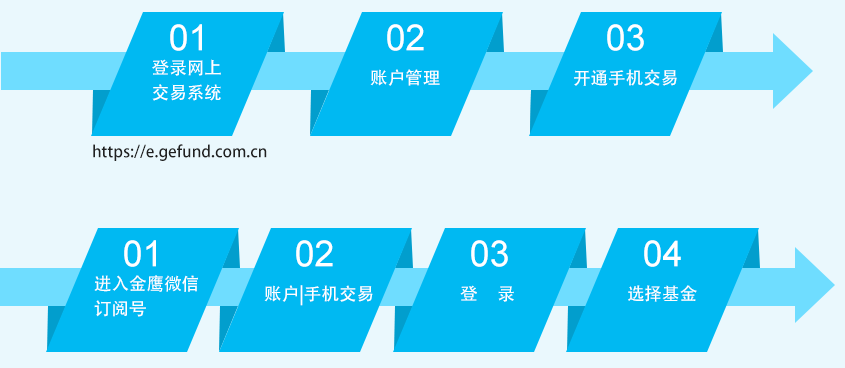 01
登录网上
交易系统
02
账户管理
03
开通手机交易
https://e.gefund.com.cn
01
进入金鹰微信
订阅号
02
账户|手机交易
03
登 录
04
选择基金